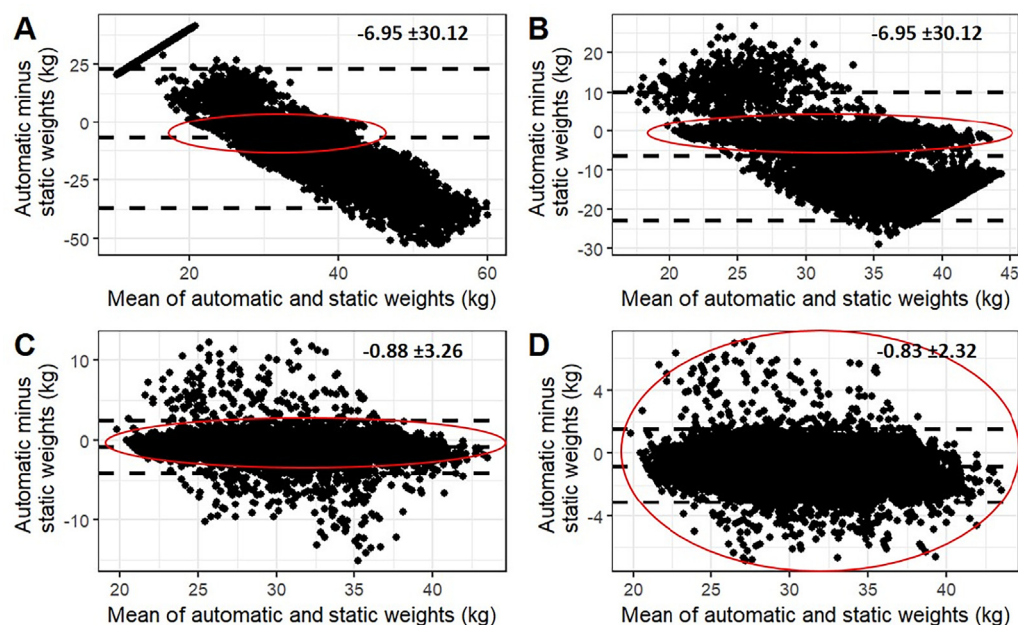 A
-6.95 ±30.12
Automatic minus
static weights (kg)
25
0
-25
-50
20
40
60
Mean of automatic and static weights (kg)
B
-6.95 ±30.12
Automatic minus
static weights (kg)
20
10
0
-10
-20
-30
20
25
30
35
40
45
Mean of automatic and static weights (kg)
C
-0.88 ±3.26
Automatic minus
static weights (kg)
10
0
-10
20
25
30
35
40
Mean of automatic and static weights (kg)
D
-0.83 ±2.32
Automatic minus
static weights (kg)
4
0
-4
20
25
30
35
40
Mean of automatic and static weights (kg)